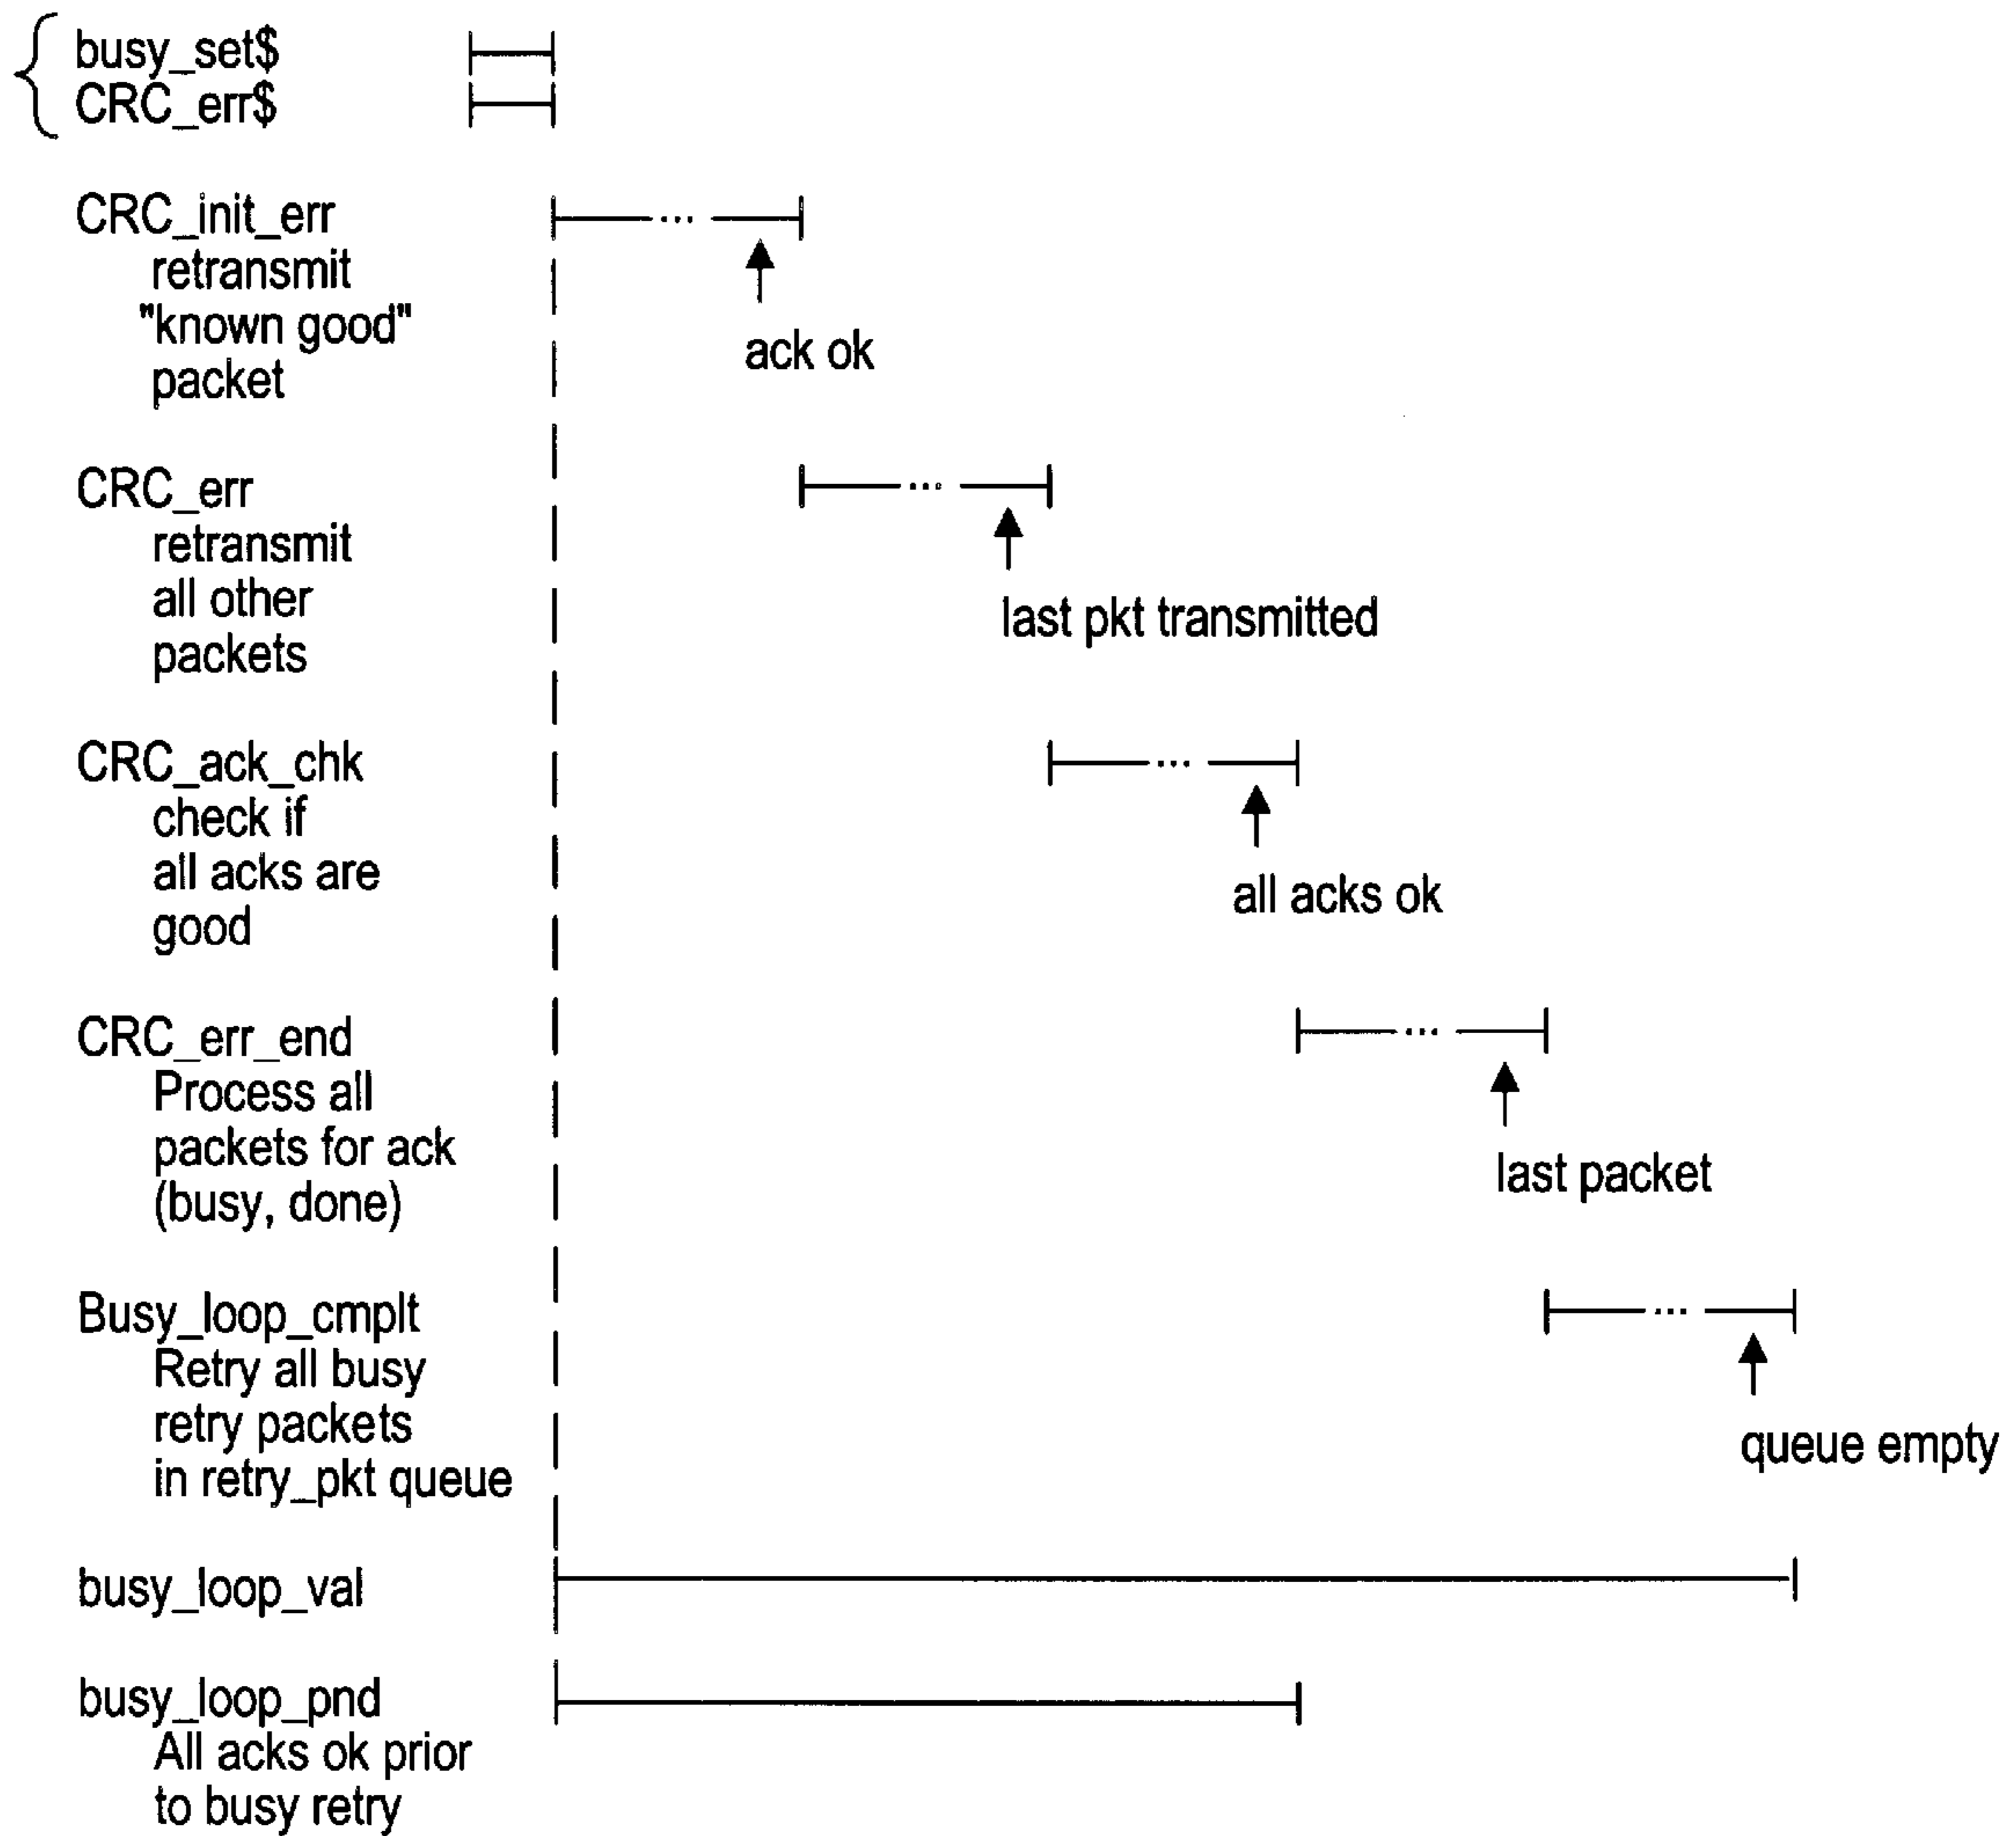 busy_set$
CRC_err$
CRC_init_err
retransmit
"known good"
packet
ack ok
CRC_err
retransmit
all other
packets
last pkt transmitted
CRC_ack_chk
check if
all acks are
good
all acks ok
CRC_err_end
Process all
packets for ack
(busy, done)
last packet
Busy_loop_cmplt
Retry all busy
retry packets
in retry_pkt queue
queue empty
busy_loop_val
busy_loop_pnd
All acks ok prior
to busy retry